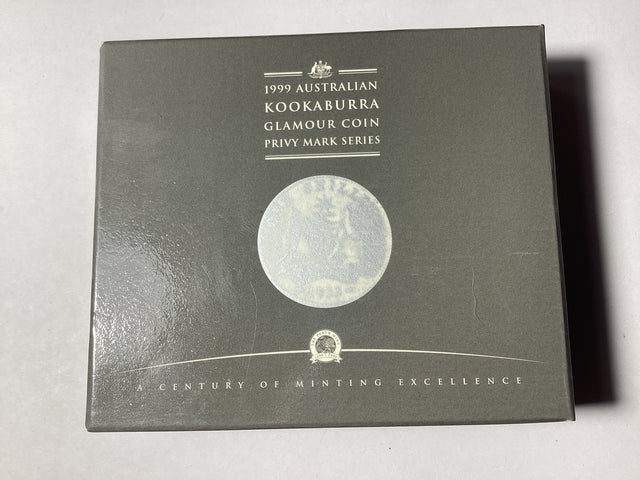 1999 AUSTRALIAN
KOOKABURRA
GLAMOUR COIN
PRIVY MARK SERIES
A CENTURY OF MINTING EXCELLENCE